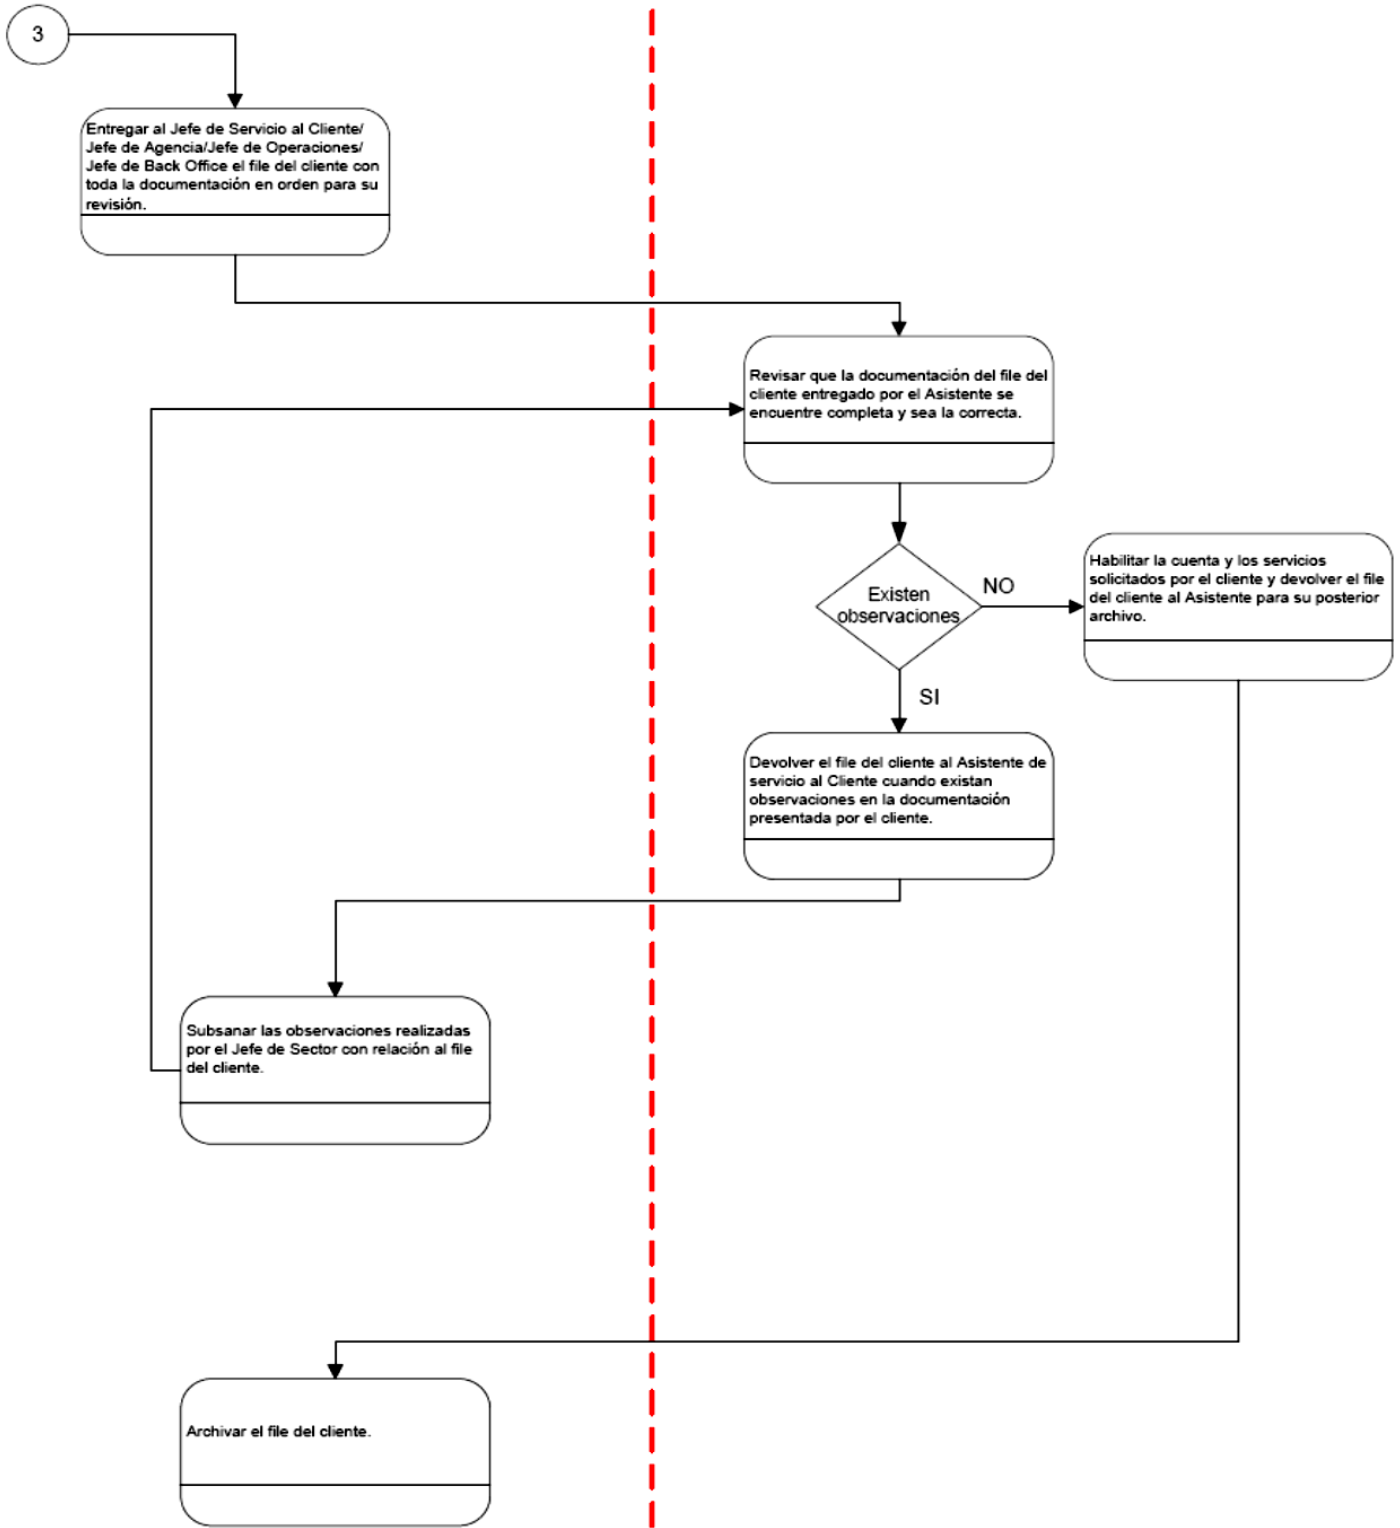 3
Entregar al Jefe de Servicio al Cliente/
Jefe de Agencia/Jefe de Operaciones/
Jefe de Back Office el file del cliente con
toda la documentación en orden para su
revisión.
Revisar que la documentación del file del
cliente entregado por el Asistente se
encuentre completa y sea la correcta.
Existen
observaciones
NO
Habilitar la cuenta y los servicios
solicitados por el cliente y devolver el file
del cliente al Asistente para su posterior
archivo.
SI
Devolver el file del cliente al Asistente de
servicio al Cliente cuando existan
observaciones en la documentación
presentada por el cliente.
Subsanar las observaciones realizadas
por el Jefe de Sector con relación al file
del cliente.
Archivar el file del cliente.